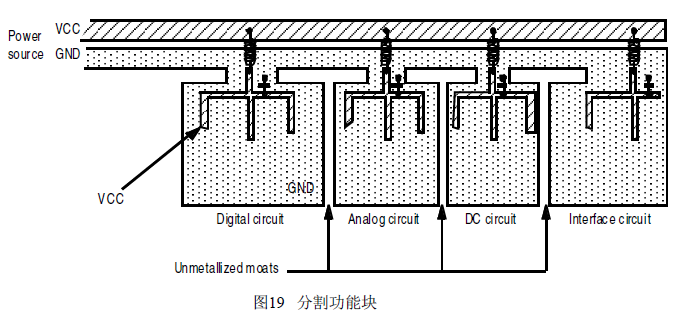 Power
source
VCC
GND
VCC
GND
Digital circuit
Analog circuit
DC circuit
Interface circuit
Unmetallized moats
图19 分割功能块